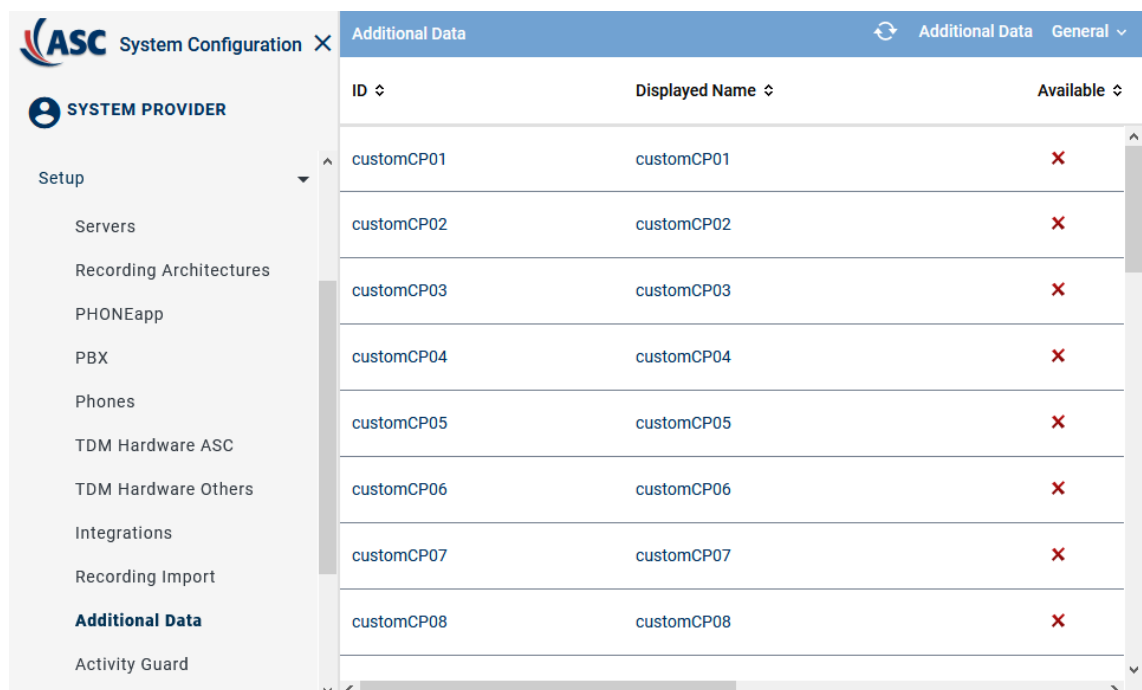 ASC System Configuration
SYSTEM PROVIDER
Setup
Servers
Recording Architectures
PHONEapp
PBX
Phones
TDM Hardware ASC
TDM Hardware Others
Integrations
Recording Import
Additional Data
Activity Guard
Additional Data Additional Data General
ID Displayed Name Available
customCP01 customCP01
customCP02 customCP02
customCP03 customCP03
customCP04 customCP04
customCP05 customCP05
customCP06 customCP06
customCP07 customCP07
customCP08 customCP08